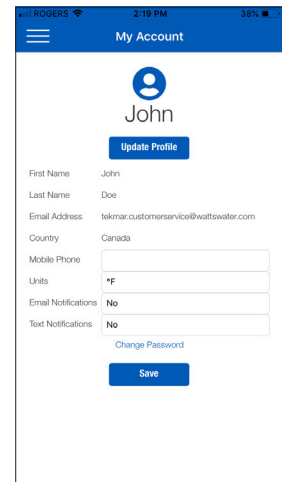 ROGERS 2:19 PM 38%
My Account
John
Update Profile
First Name John
Last Name Doe
Email Address tekmar.customerservice@wattswater.com
Country Canada
Mobile Phone
Units °F
Email Notifications No
Text Notifications No
Change Password
Save